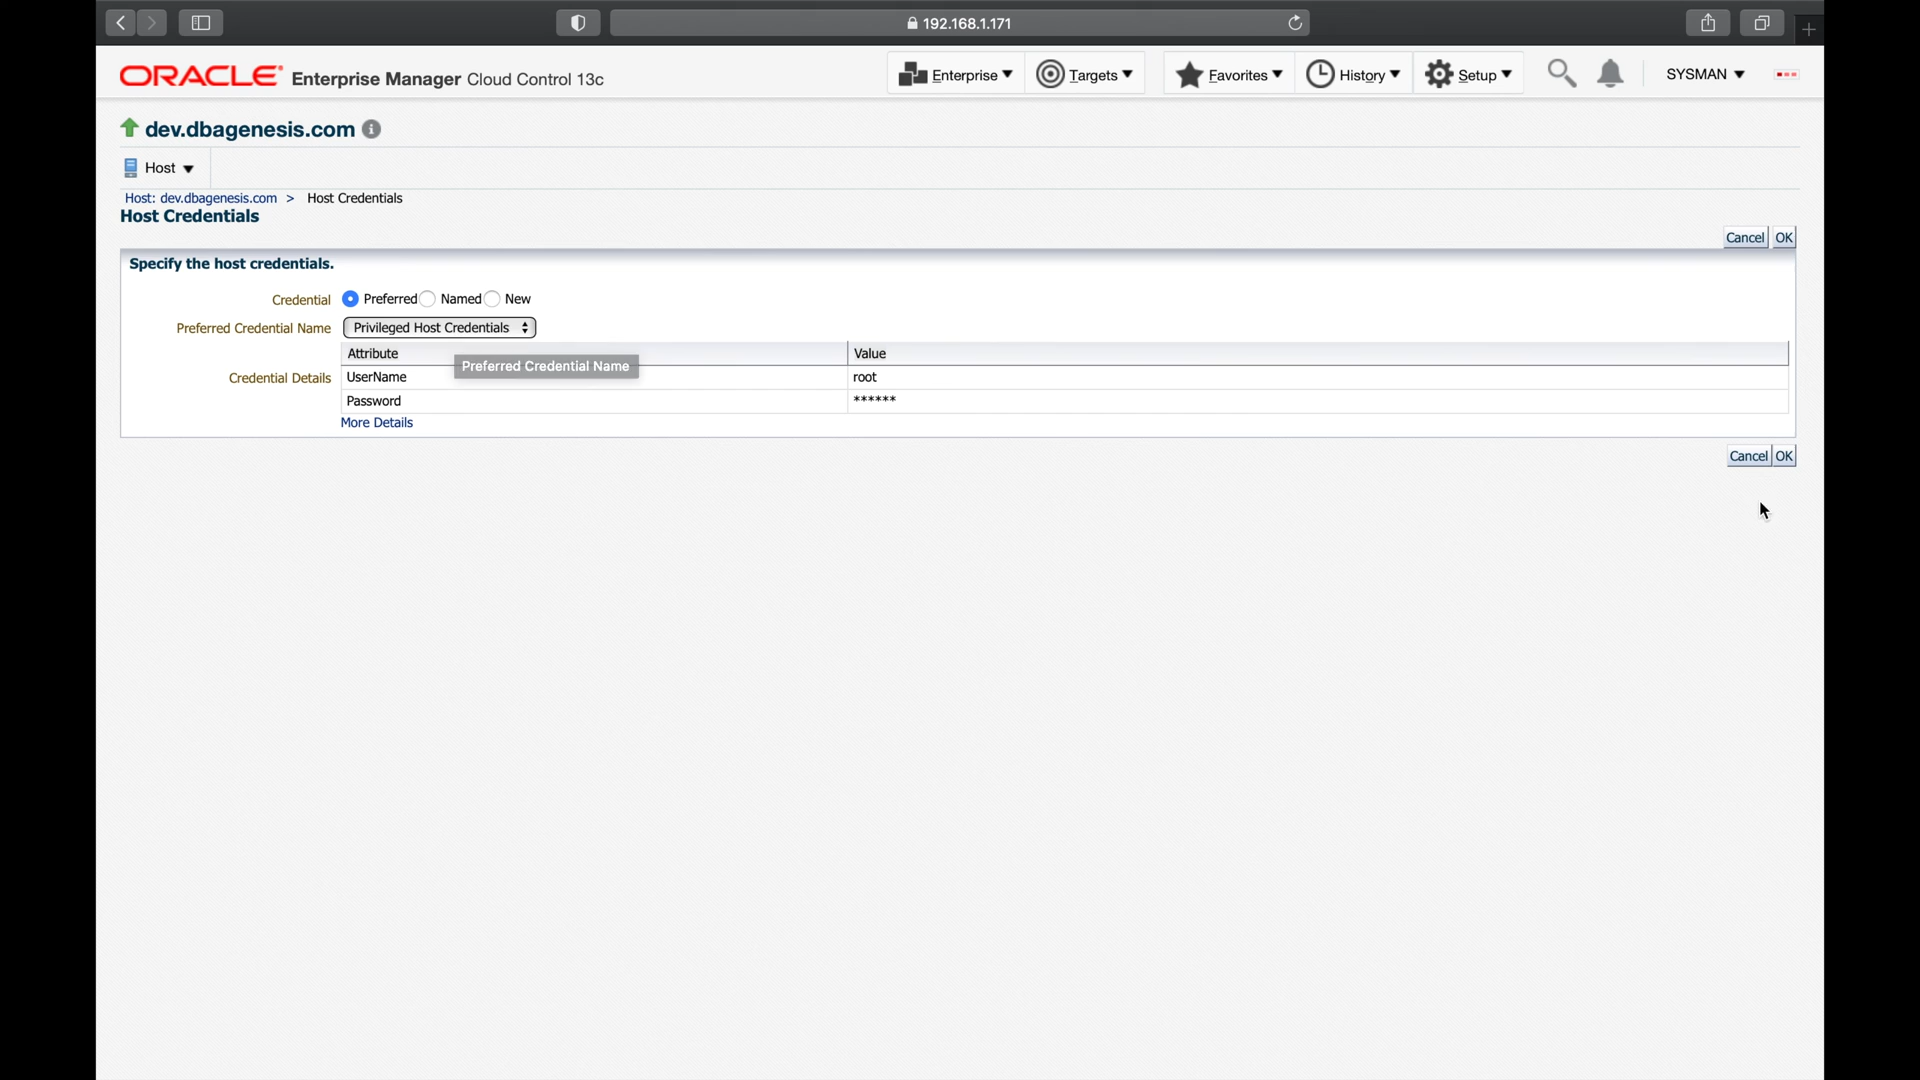 192.168.1.171
ORACLE Enterprise Manager Cloud Control 13c
Enterprise Targets Favorites History Setup SYSMAN
dev.dbagenesis.com
Host
Host: dev.dbagenesis.com > Host Credentials
Host Credentials
Cancel OK
Specify the host credentials.
Credential Preferred Named New
Preferred Credential Name Privileged Host Credentials
Attribute Value
Preferred Credential Name
Credential Details UserName root
Password ******
More Details
Cancel OK